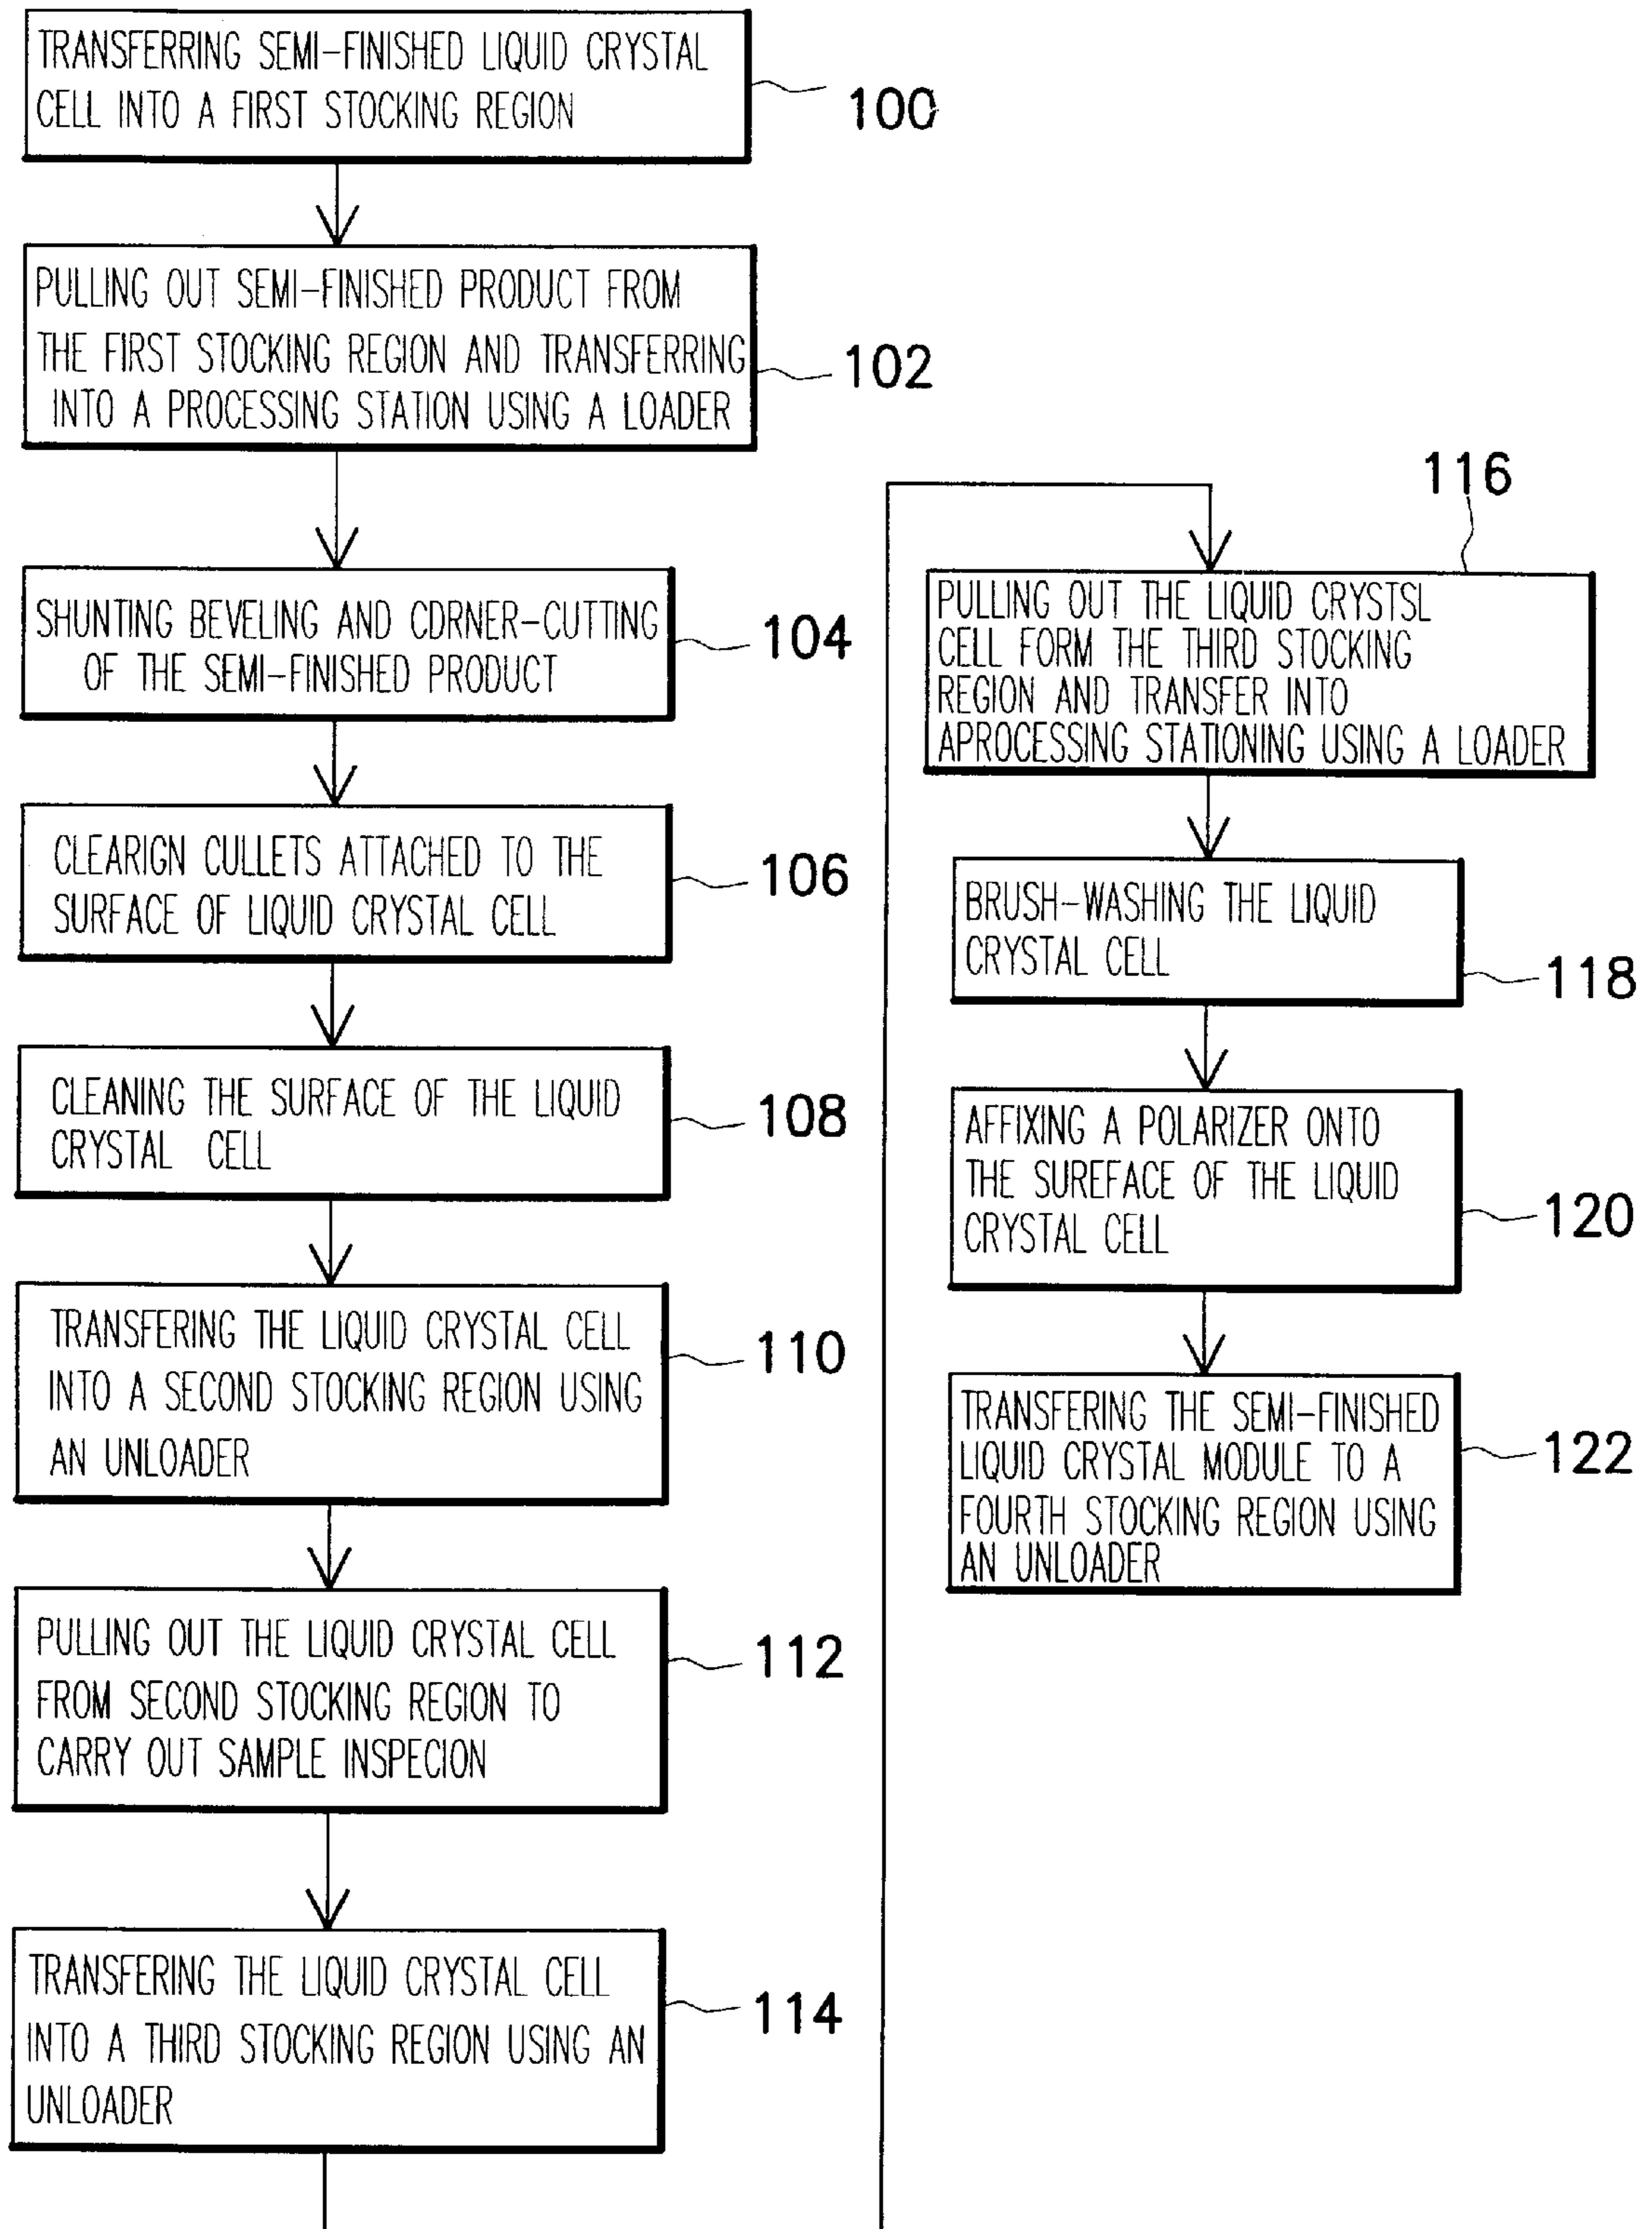 TRANSFERRING SEMI-FINISHED LIQUID CRYSTAL
CELL INTO A FIRST STOCKING REGION
100
PULLING OUT SEMI-FINISHED PRODUCT FROM
THE FIRST STOCKING REGION AND TRANSFERRING
INTO A PROCESSING STATION USING A LOADER
102
SHUNTING BEVELING AND CDRNER-CUTTING
OF THE SEMI-FINISHED PRODUCT
104
CLEARIGN CULLETS ATTACHED TO THE
SURFACE OF LIQUID CRYSTAL CELL
106
CLEANING THE SURFACE OF THE LIQUID
CRYSTAL CELL
108
TRANSFERING THE LIQUID CRYSTAL CELL
INTO A SECOND STOCKING REGION USING
AN UNLOADER
110
PULLING OUT THE LIQUID CRYSTAL CELL
FROM SECOND STOCKING REGION TO
CARRY OUT SAMPLE INSPECION
112
TRANSFERING THE LIQUID CRYSTAL CELL
INTO A THIRD STOCKING REGION USING AN
UNLOADER
114
116
PULLING OUT THE LIQUID CRYSTSL
CELL FORM THE THIRD STOCKING
REGION AND TRANSFER INTO
APROCESSING STATIONING USING A LOADER
BRUSH-WASHING THE LIQUID
CRYSTAL CELL
118
AFFIXING A POLARIZER ONTO
THE SUREFACE OF THE LIQUID
CRYSTAL CELL
120
TRANSFERING THE SEMI-FINISHED
LIQUID CRYSTAL MODULE TO A
FOURTH STOCKING REGION USING
AN UNLOADER
122